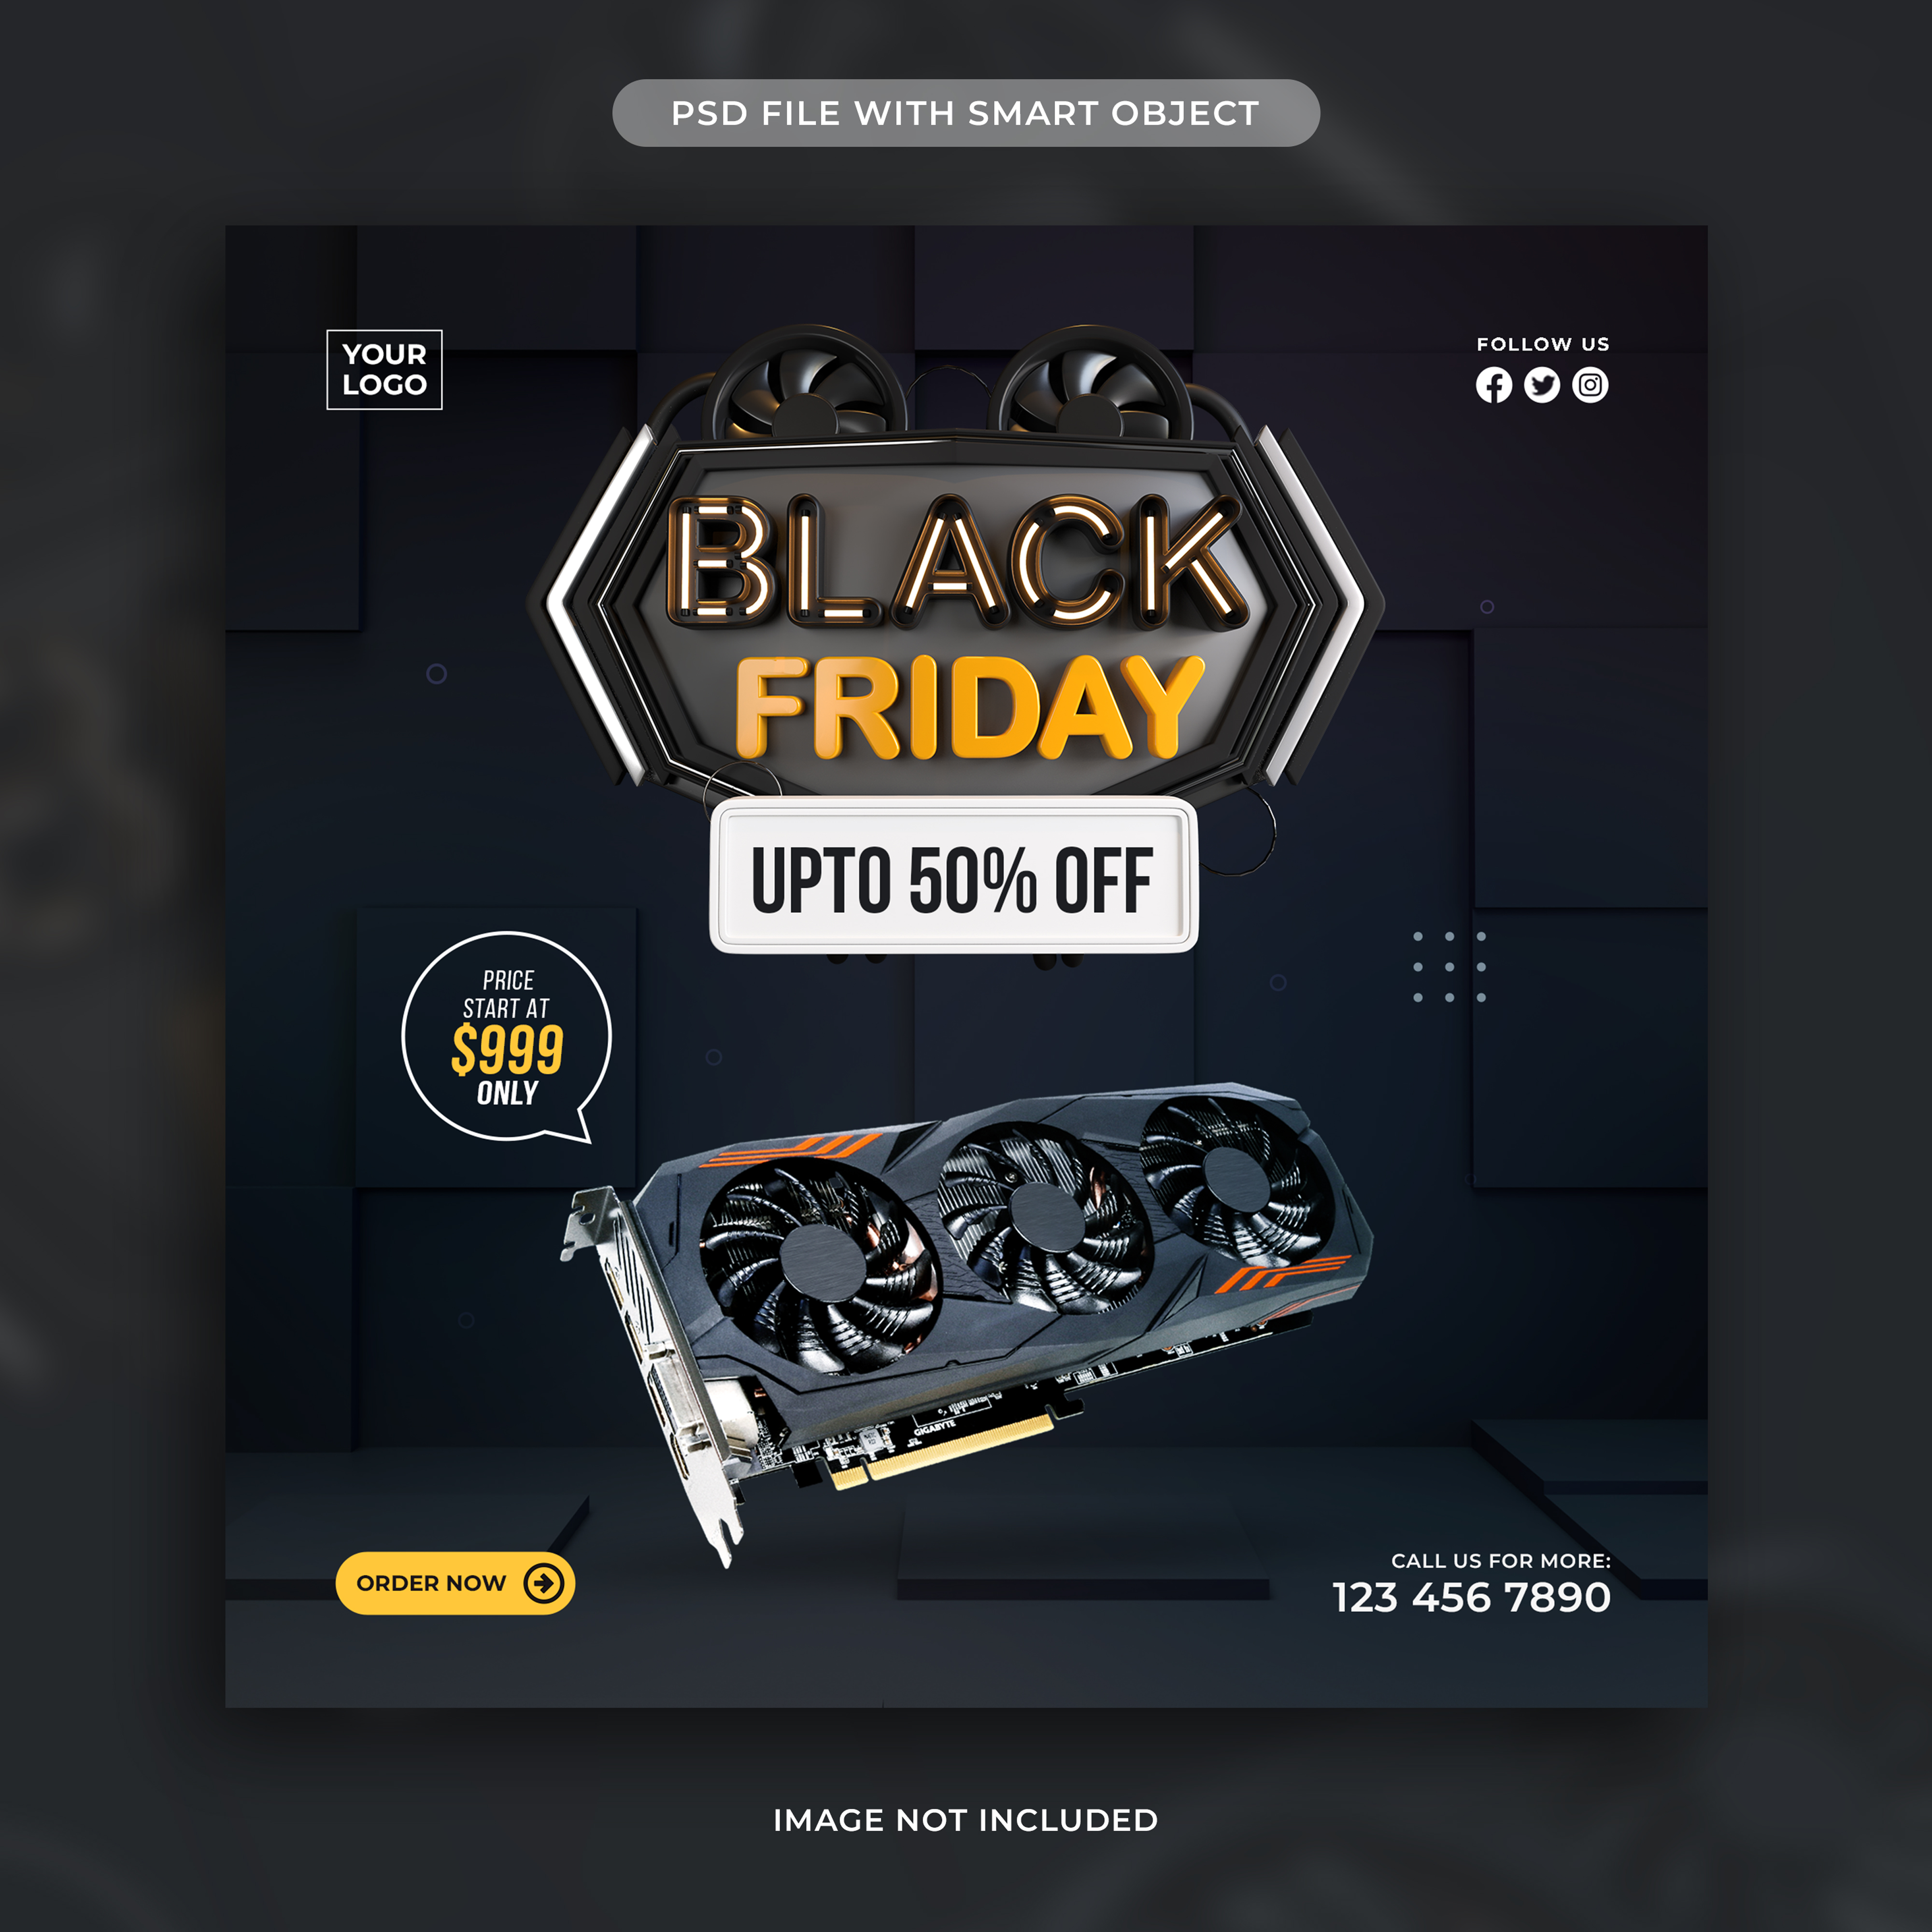 PSD FILE WITH SMART OBJECT
YOUR
LOGO
FOLLOW US
BLACK
FRIDAY
UPTO 50% OFF
PRICE
START AT
$999
ONLY
GIGABYTE
ORDER NOW
CALL US FOR MORE:
123 456 7890
IMAGE NOT INCLUDED